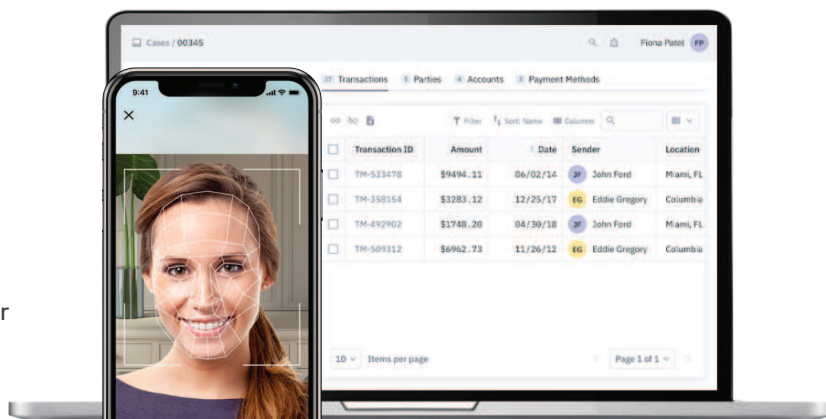 Cases / 00345
Fiona Patel FP
27 Transactions 5 Parties 4 Accounts 3 Payment Methods
9:41
Filter Sort: Name Columns
Transaction ID Amount Date Sender Location
TM-533478 $9494.11 06/02/14 JF John Ford Miami, FL
TM-358154 $3283.12 12/25/17 EG Eddie Gregory Columbia
TM-492902 $1748.20 04/30/18 JF John Ford Miami, FL
TM-509312 $6962.73 11/26/12 EG Eddie Gregory Columbia
r
10 Items per page
Page 1 of 1